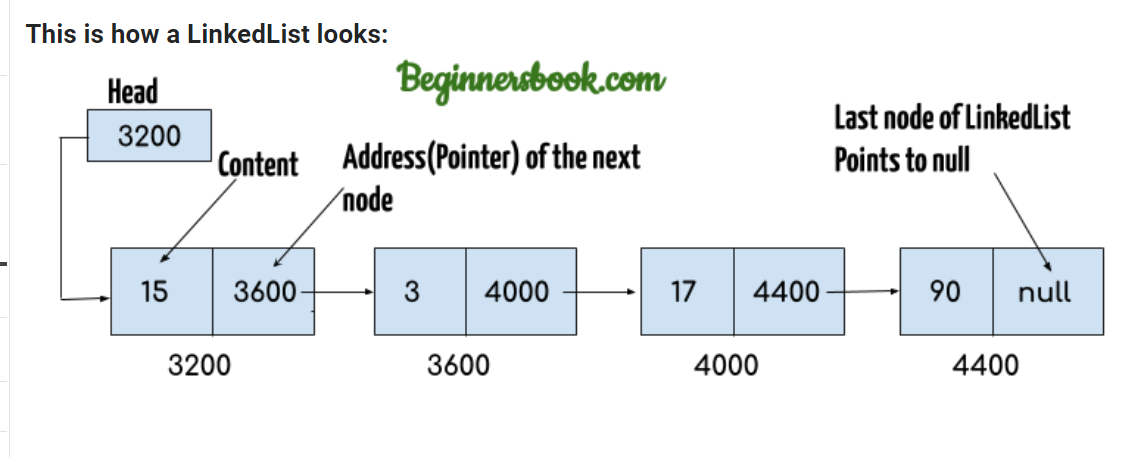 This is how a LinkedList looks:
Beginnersbook.com
Head
3200
Content
Address(Pointer) of the next
node
Last node of LinkedList
Points to null
15 3600 3 4000 17 4400 90 null
3200 3600 4000 4400